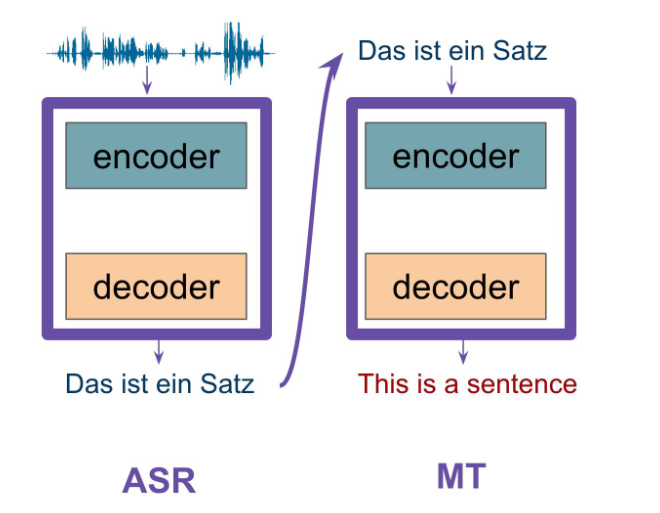 encoder
decoder
Das ist ein Satz
ASR
Das ist ein Satz
encoder
decoder
This is a sentence
MT